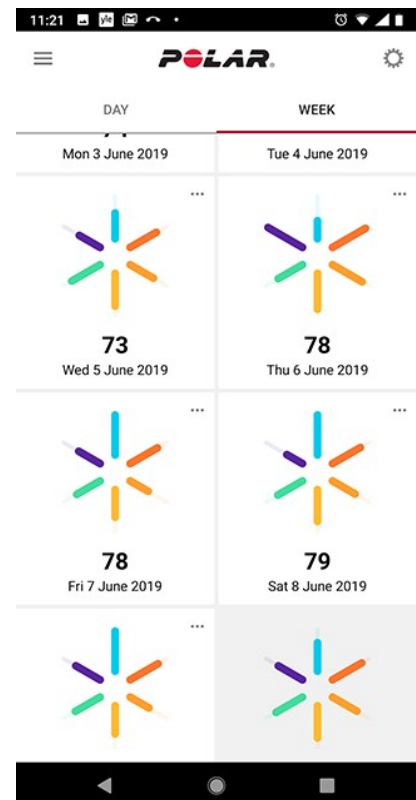 11:21 yle
POLAR.
DAY WEEK
Mon 3 June 2019 Tue 4 June 2019
73 78
Wed 5 June 2019 Thu 6 June 2019
78 79
Fri 7 June 2019 Sat 8 June 2019